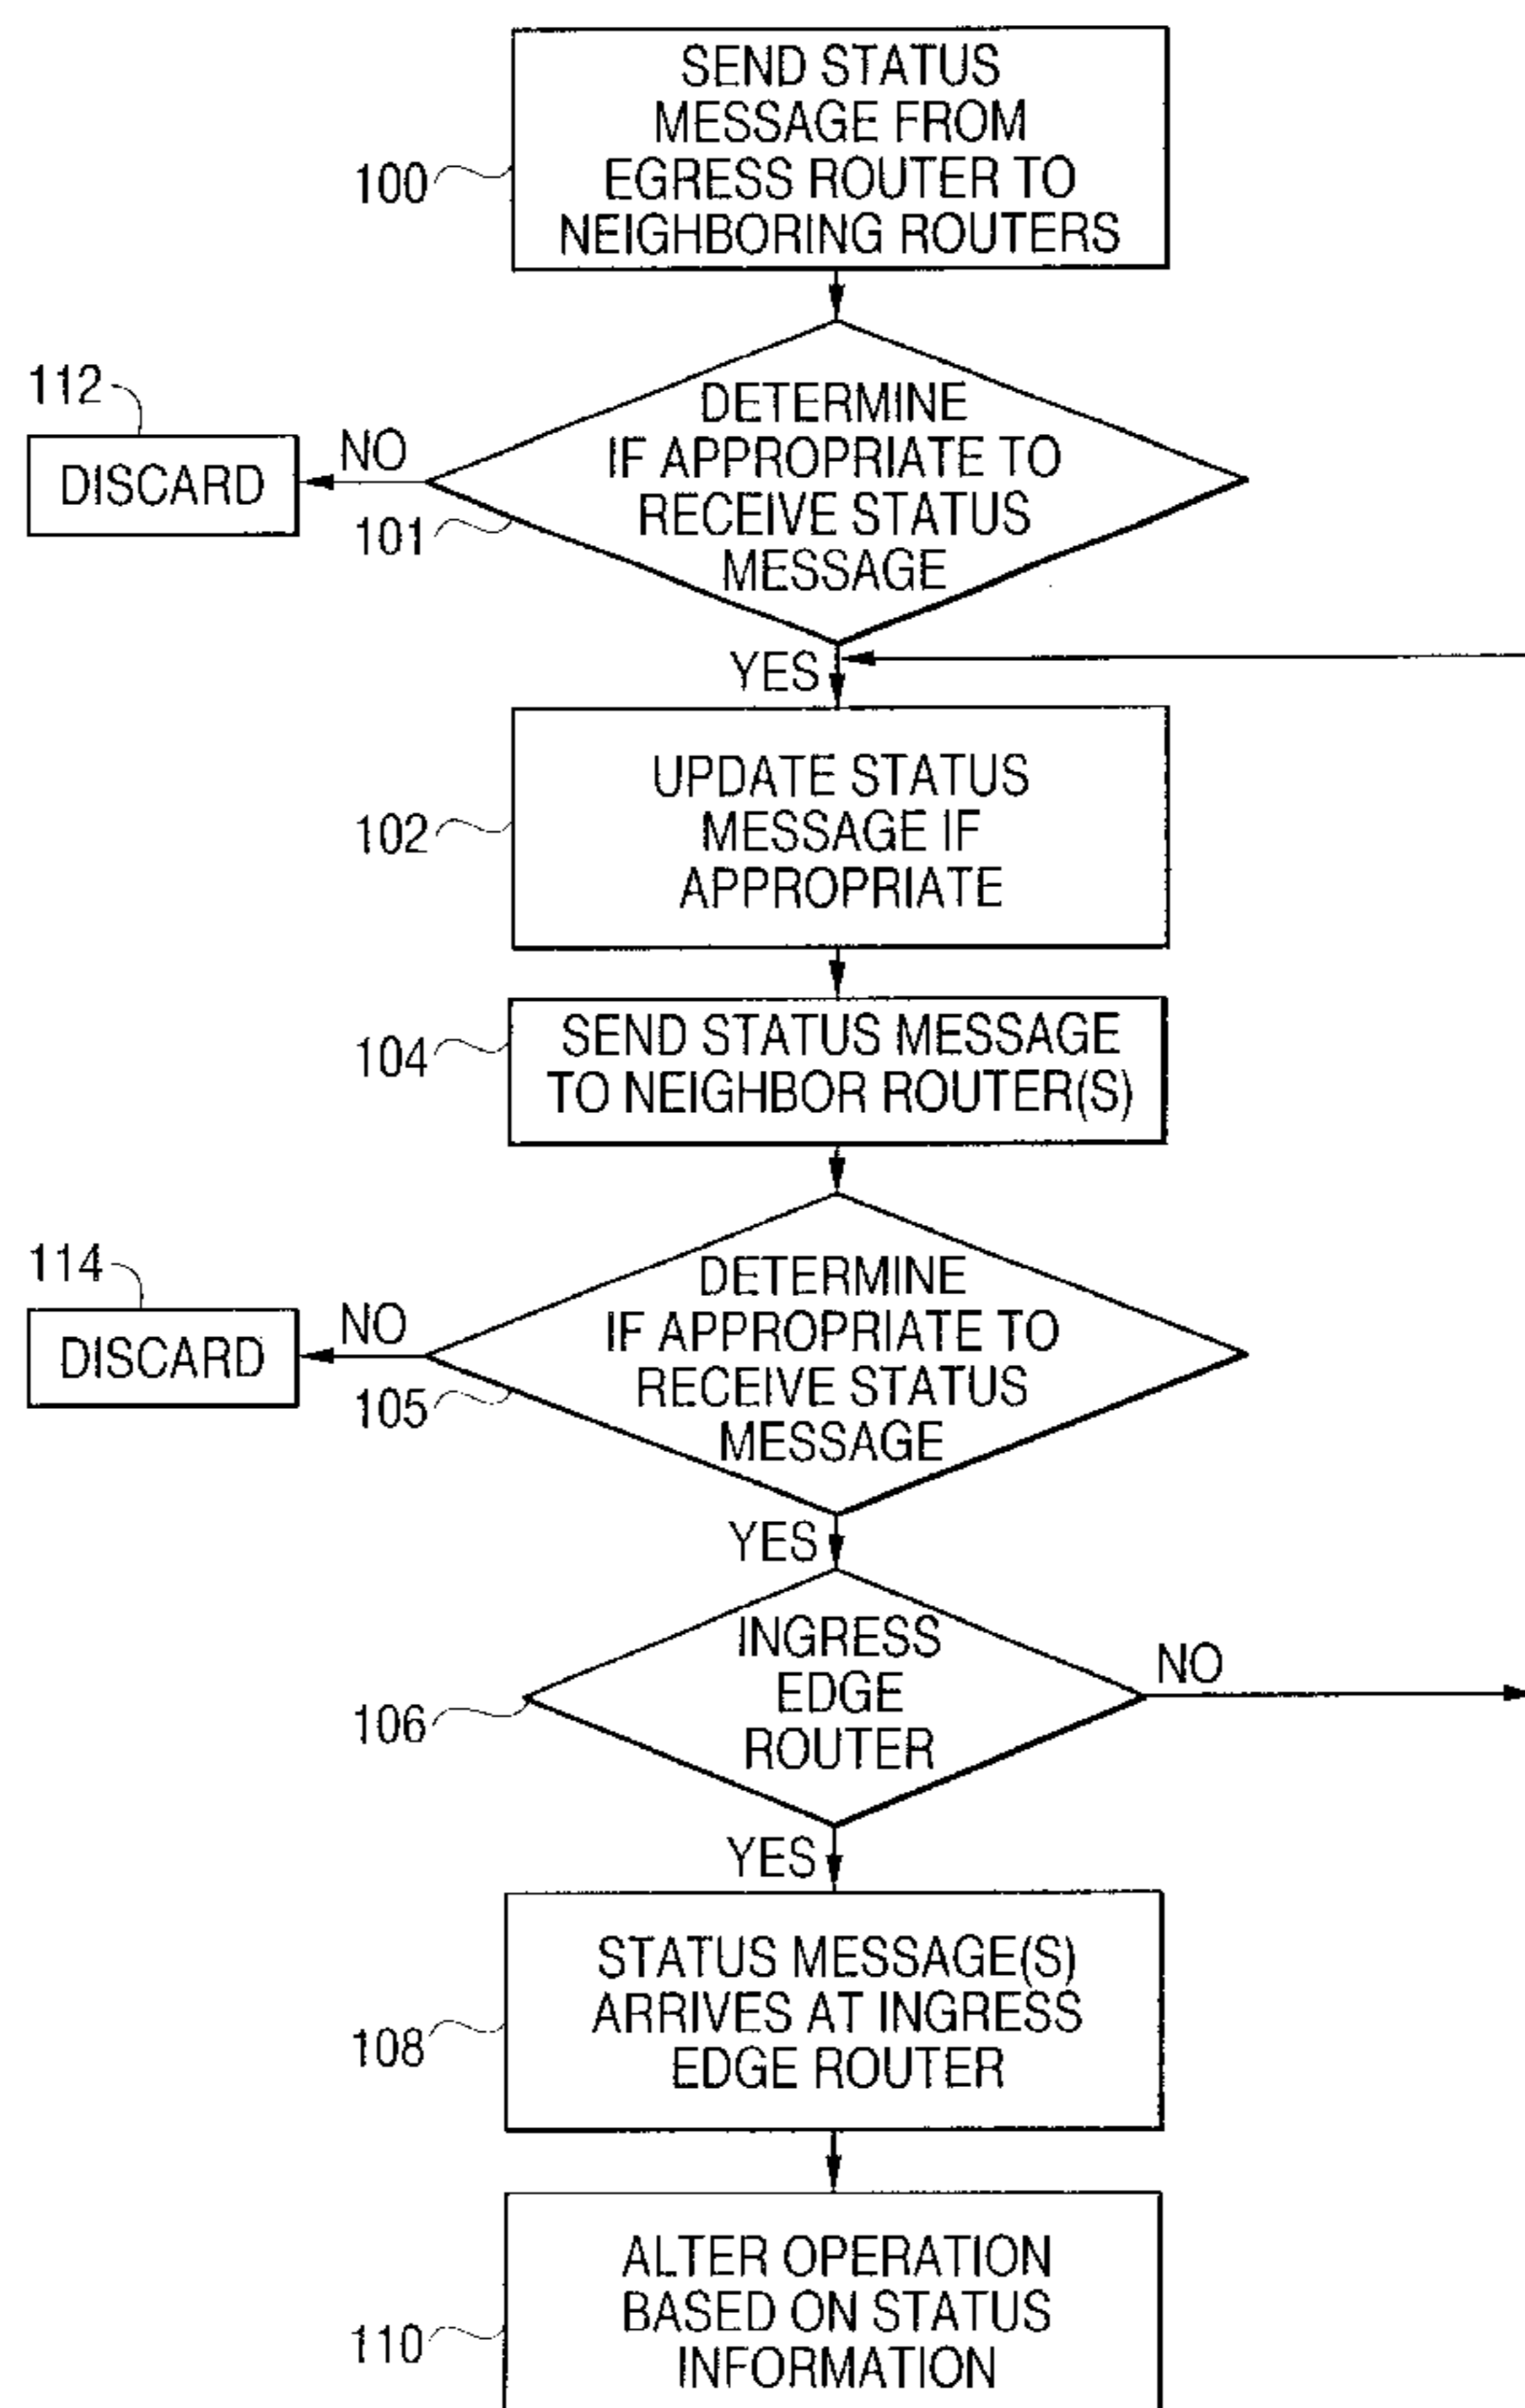 SEND STATUS
MESSAGE FROM
EGRESS ROUTER TO
NEIGHBORING ROUTERS
100
DETERMINE
IF APPROPRIATE TO
RECEIVE STATUS
MESSAGE
101
NO
112
DISCARD
YES
UPDATE STATUS
MESSAGE IF
APPROPRIATE
102
SEND STATUS MESSAGE
TO NEIGHBOR ROUTER(S)
104
DETERMINE
IF APPROPRIATE TO
RECEIVE STATUS
MESSAGE
105
NO
114
DISCARD
YES
INGRESS
EDGE
ROUTER
106
NO
YES
STATUS MESSAGE(S)
ARRIVES AT INGRESS
EDGE ROUTER
108
ALTER OPERATION
BASED ON STATUS
INFORMATION
110